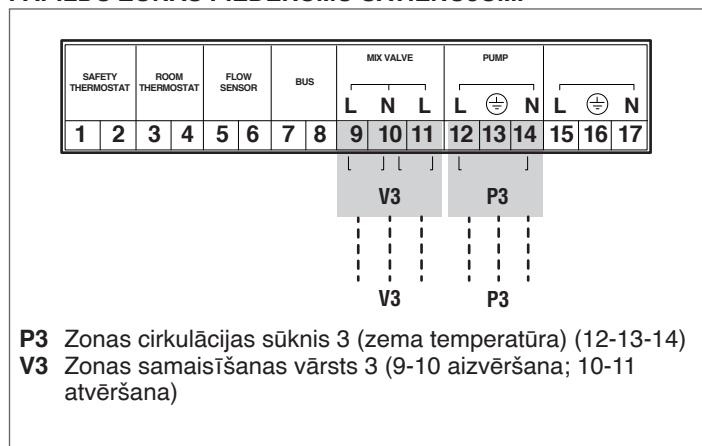 MIX VALVE PUMP
SAFETY THERMOSTAT ROOM THERMOSTAT FLOW SENSOR BUS
L N L L N L N
1 2 3 4 5 6 7 8 9 10 11 12 13 14 15 16 17
V3 P3
V3 P3
P3 Zonas cirkulācijas sūknis 3 (zema temperatūra) (12-13-14)
V3 Zonas samaisīšanas vārsts 3 (9-10 aizvēršana; 10-11
atvēršana)